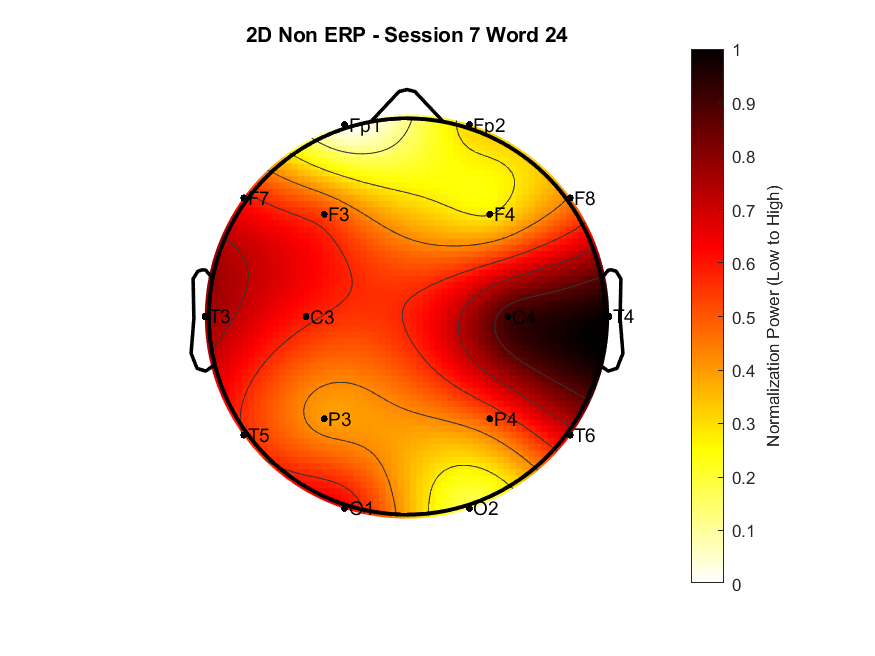 2D Non ERP - Session 7 Word 24
Fp1 Fp2
F7 F8
F3 F4
T3 C3 C4 T4
P3 P4
T5 T6
O1 O2
1
0.9
0.8
0.7
0.6
0.5
0.4
0.3
0.2
0.1
0
Normalization Power (Low to High)